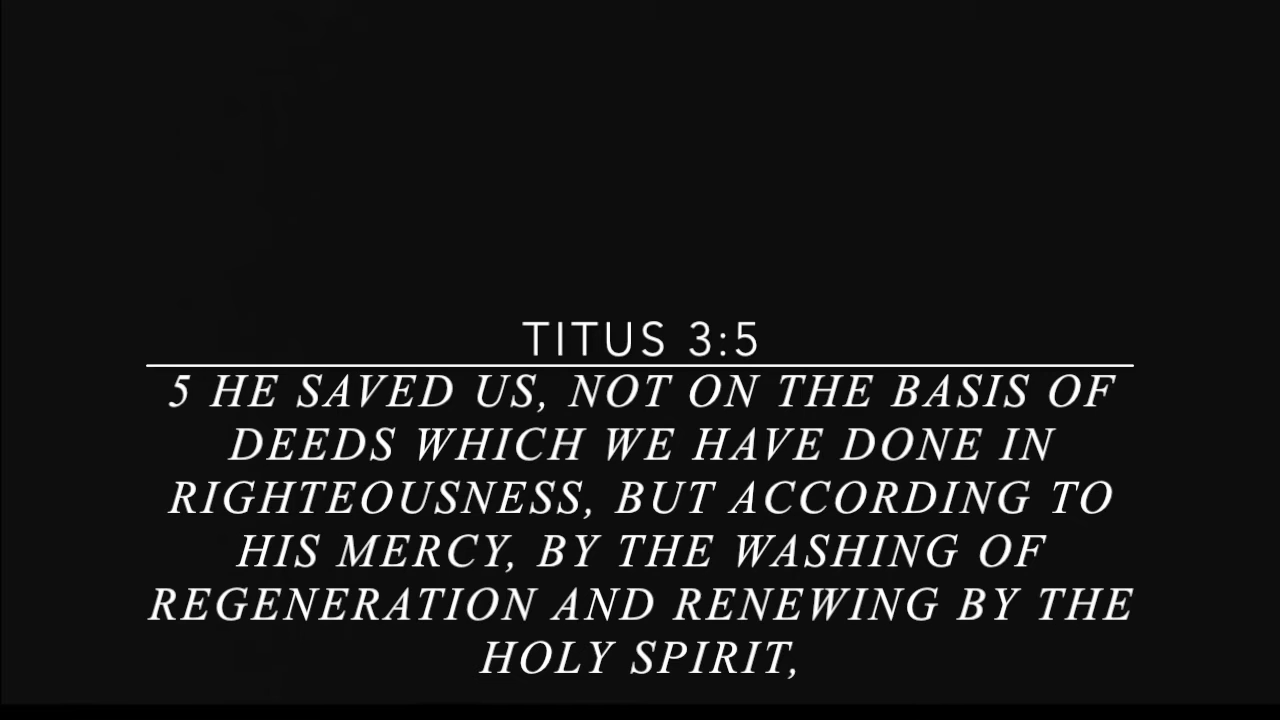 TITUS 3:5
5 HE SAVED US, NOT ON THE BASIS OF
DEEDS WHICH WE HAVE DONE IN
RIGHTEOUSNESS, BUT ACCORDING TO
HIS MERCY, BY THE WASHING OF
REGENERATION AND RENEWING BY THE
HOLY SPIRIT,